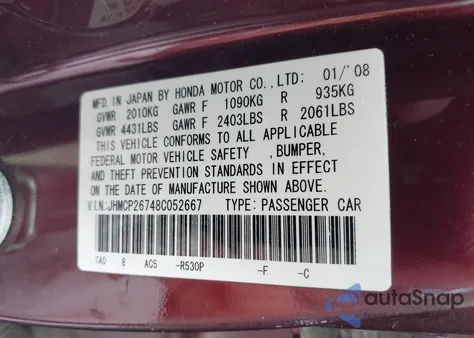 MFD. IN JAPAN BY HONDA MOTOR CO., LTD: 01/'08
GVWR 2010KG GAWR F 1090KG R 935KG
GVWR 4431LBS GAWR F 2403LBS R 2061LBS
THIS VEHICLE CONFORMS TO ALL APPLICABLE
FEDERAL MOTOR VEHICLE SAFETY , BUMPER,
AND THEFT PREVENTION STANDARDS IN EFFECT ON
THE DATE OF MANUFACTURE SHOWN ABOVE.
V.I.N: JHMCP26748C052667 TYPE: PASSENGER CAR
TA0 8 AC5 -R530P -F -C
autoSnap